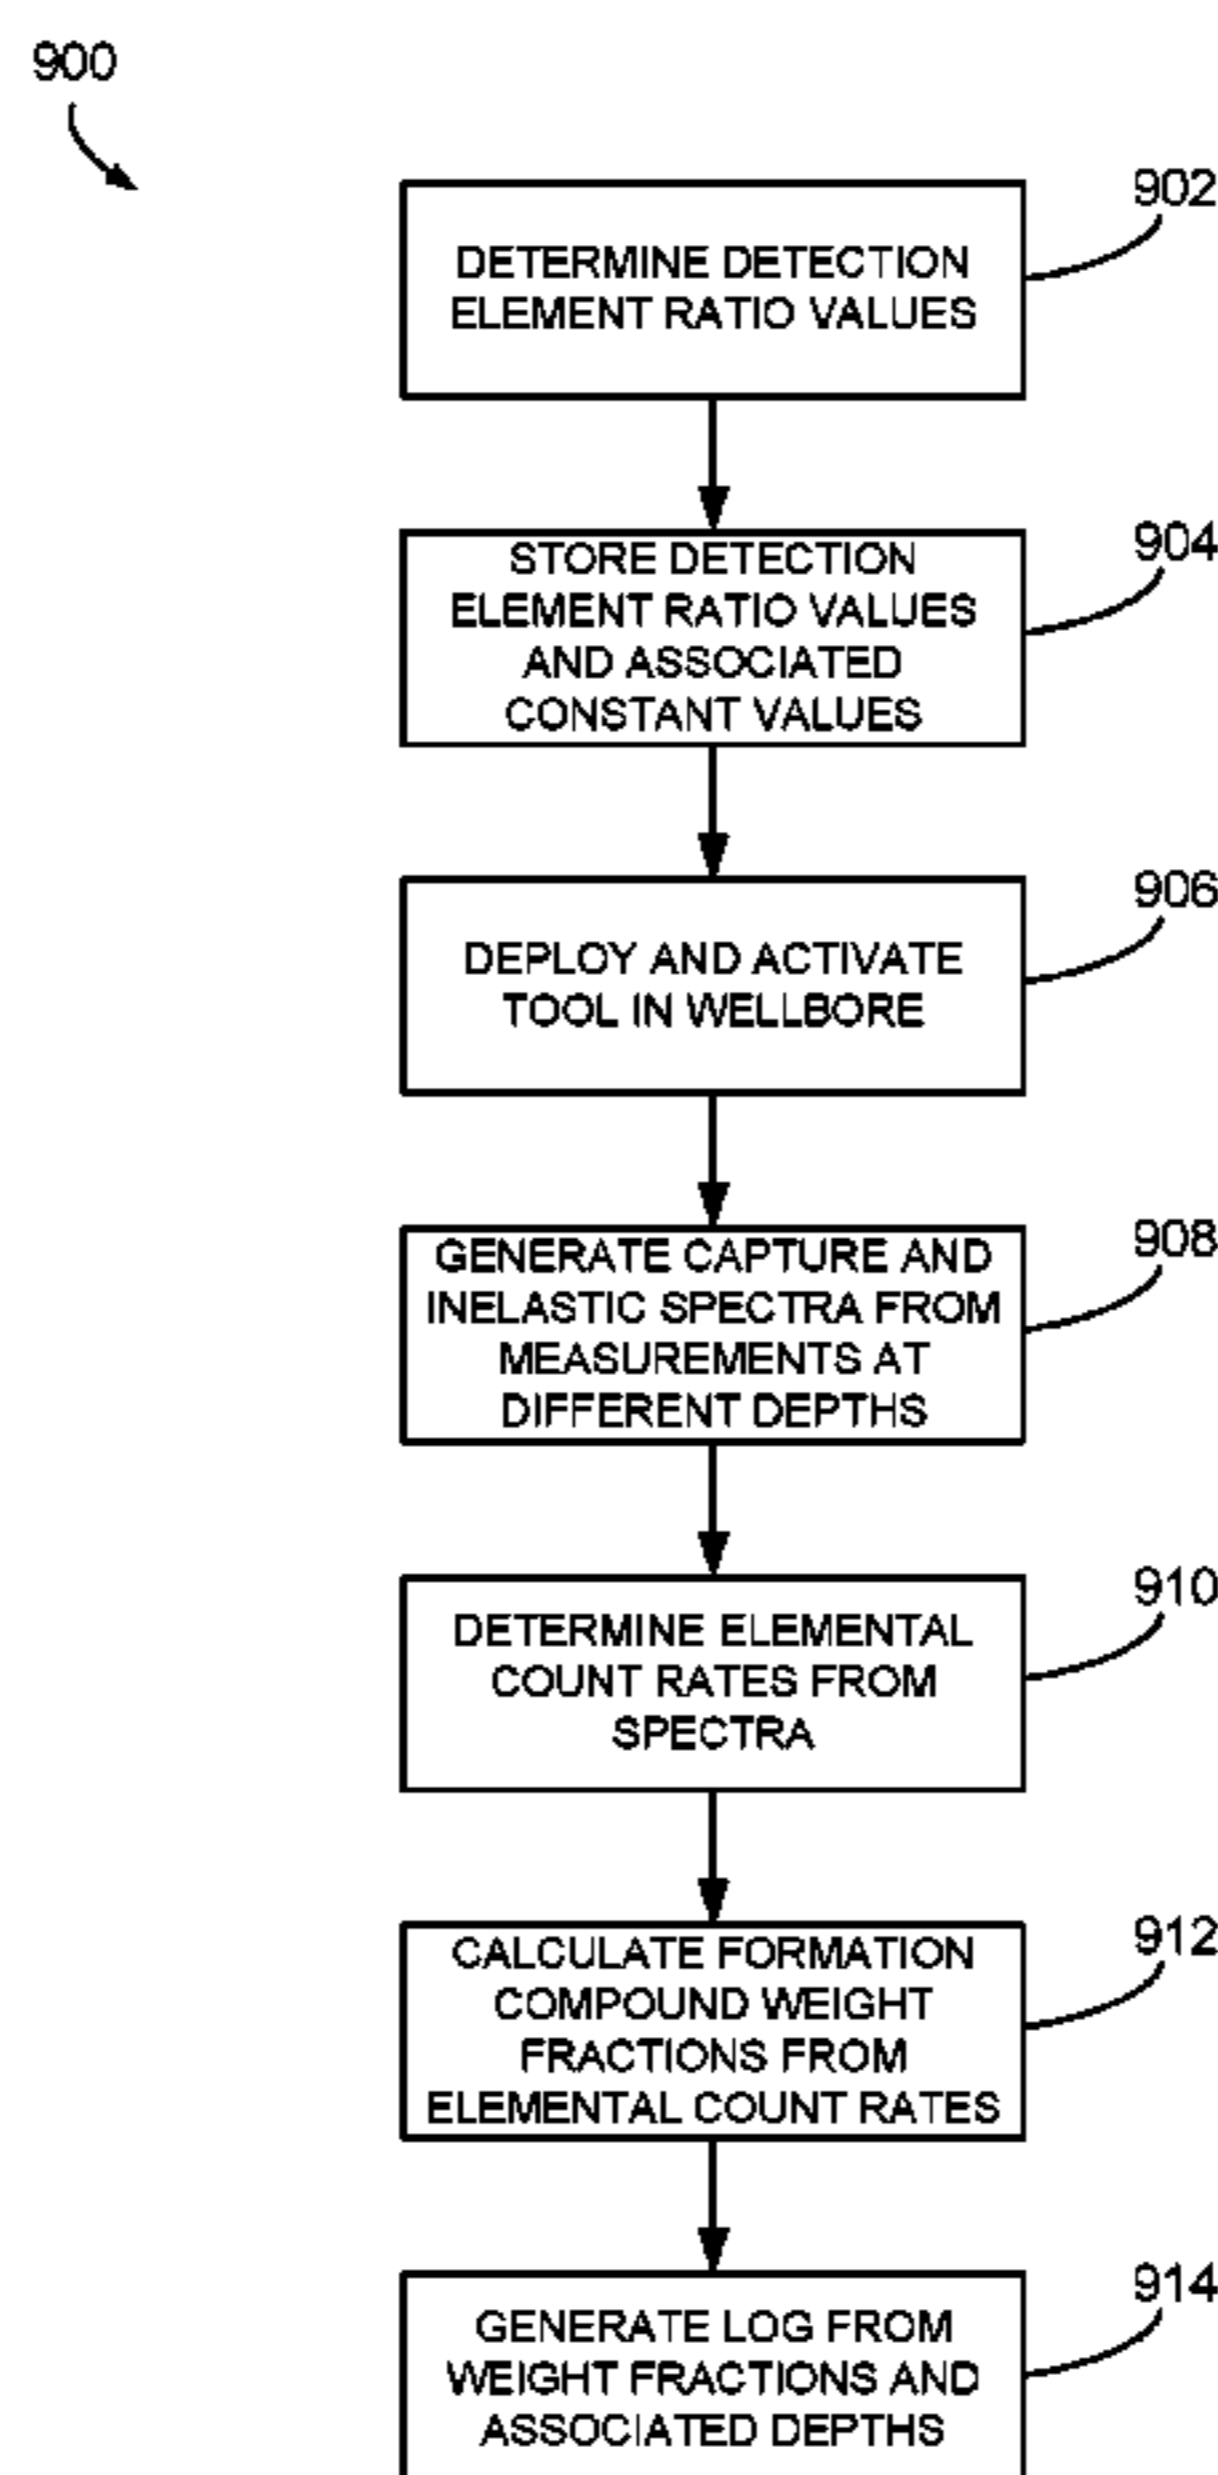 900
902
DETERMINE DETECTION
ELEMENT RATIO VALUES
904
STORE DETECTION
ELEMENT RATIO VALUES
AND ASSOCIATED
CONSTANT VALUES
906
DEPLOY AND ACTIVATE
TOOL IN WELLBORE
908
GENERATE CAPTURE AND
INELASTIC SPECTRA FROM
MEASUREMENTS AT
DIFFERENT DEPTHS
910
DETERMINE ELEMENTAL
COUNT RATES FROM
SPECTRA
912
CALCULATE FORMATION
COMPOUND WEIGHT
FRACTIONS FROM
ELEMENTAL COUNT RATES
914
GENERATE LOG FROM
WEIGHT FRACTIONS AND
ASSOCIATED DEPTHS